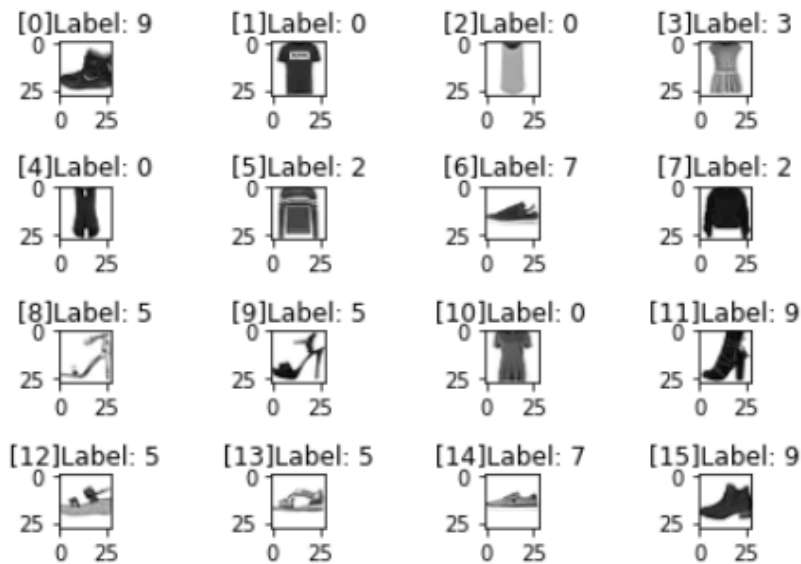 [0]Label: 9 [1]Label: 0 [2]Label: 0 [3]Label: 3
0 0 0 0
25 25 25 25
0 25 0 25 0 25 0 25
[4]Label: 0 [5]Label: 2 [6]Label: 7 [7]Label: 2
0 0 0 0
25 25 25 25
0 25 0 25 0 25 0 25
[8]Label: 5 [9]Label: 5 [10]Label: 0 [11]Label: 9
0 0 0 0
25 25 25 25
0 25 0 25 0 25 0 25
[12]Label: 5 [13]Label: 5 [14]Label: 7 [15]Label: 9
0 0 0 0
25 25 25 25
0 25 0 25 0 25 0 25